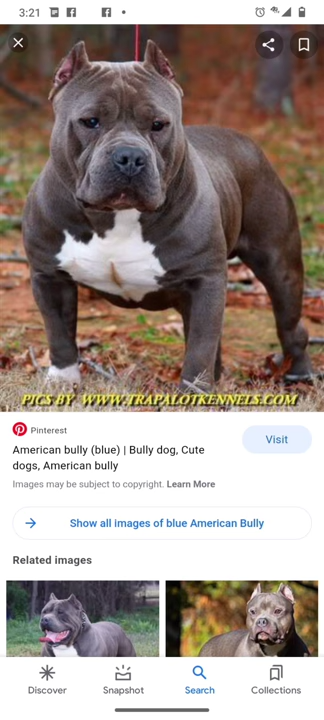 3:21
PICS BY WWW.TRAPALOTKENNELS.COM
Pinterest
American bully (blue) | Bully dog, Cute
dogs, American bully
Visit
Images may be subject to copyright. Learn More
Show all images of blue American Bully
Related images
Discover
Snapshot
Search
Collections